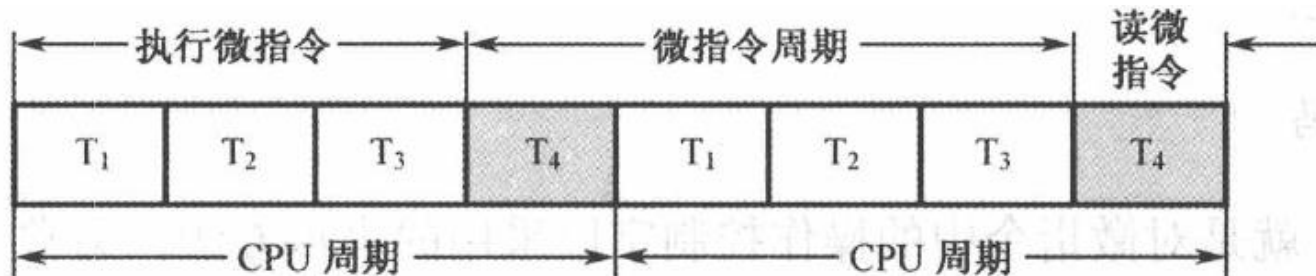 执行微指令 微指令周期 读微
指令
T₁ T₂ T₃ T₄ T₁ T₂ T₃ T₄
CPU 周期 CPU 周期